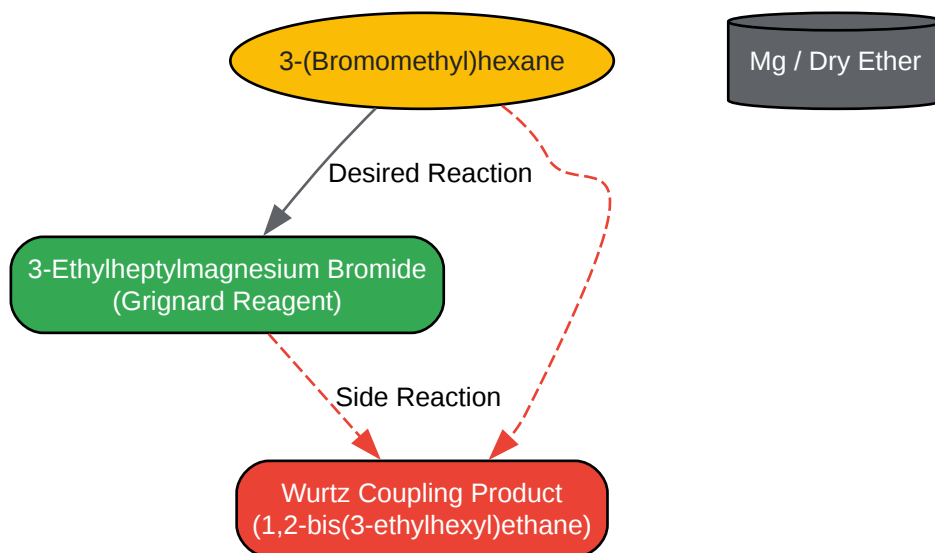 3-(Bromomethyl)hexane
Mg / Dry Ether
Desired Reaction
3-Ethylheptylmagnesium Bromide
(Grignard Reagent)
Side Reaction
Wurtz Coupling Product
(1,2-bis(3-ethylhexyl)ethane)